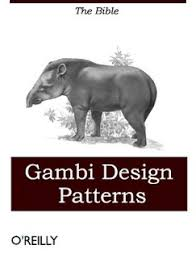 The Bible
Gambi Design
Patterns
O'REILLY